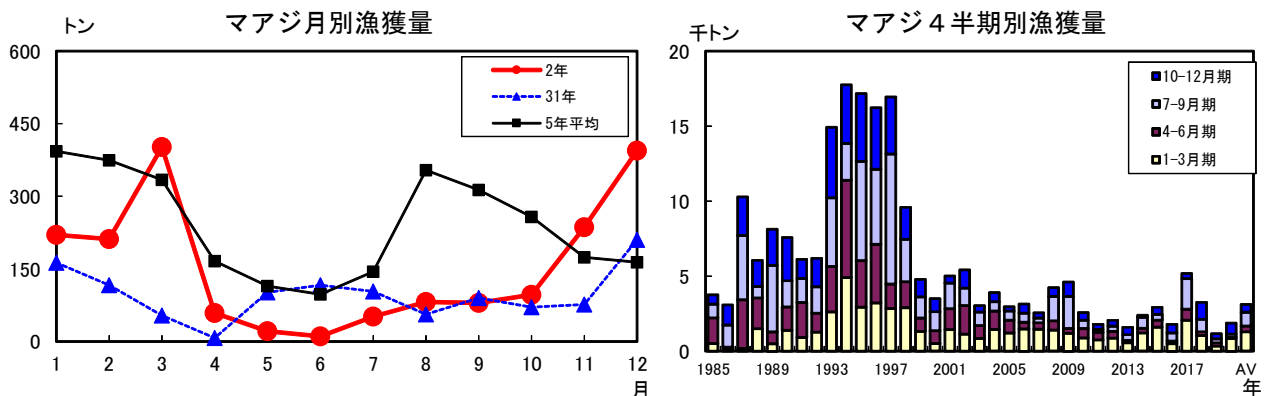 マアジ月別漁獲量
トン
600
450
300
150
0
2年
31年
5年平均
1 2 3 4 5 6 7 8 9 10 11 12
月
マアジ４半期別漁獲量
千トン
20
15
10
5
0
10-12月期
7-9月期
4-6月期
1-3月期
1985 1989 1993 1997 2001 2005 2009 2013 2017 AV
年